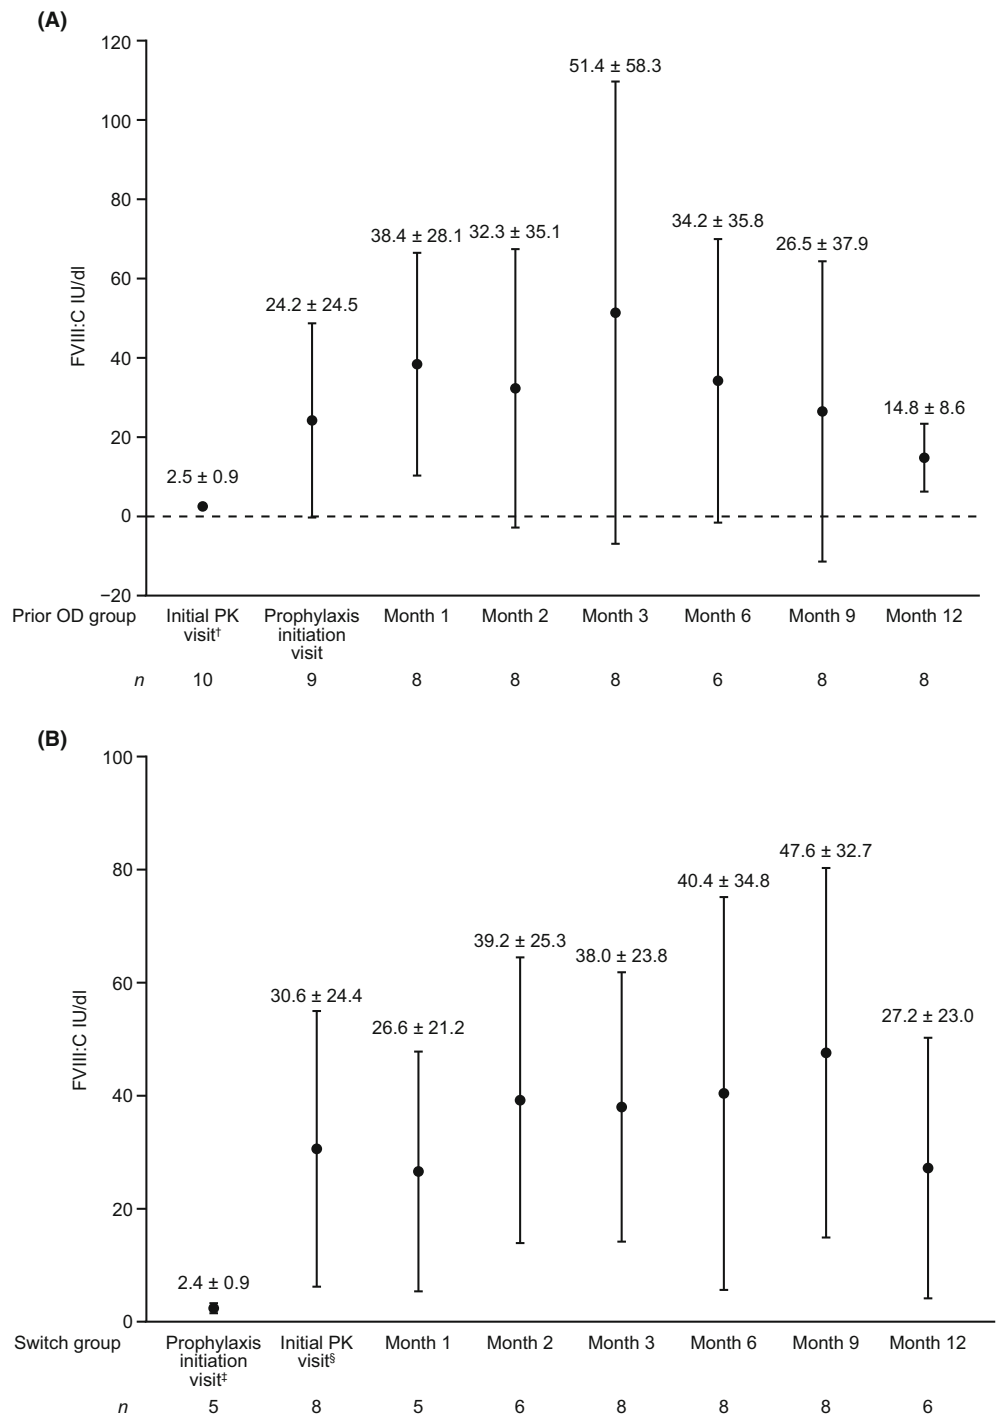 (A)
120
100
80
60
40
20
0
−20
FVIII:C IU/dl
2.5 ± 0.9
24.2 ± 24.5
38.4 ± 28.1
32.3 ± 35.1
51.4 ± 58.3
34.2 ± 35.8
26.5 ± 37.9
14.8 ± 8.6
Prior OD group Initial PK visit† Prophylaxis initiation visit Month 1 Month 2 Month 3 Month 6 Month 9 Month 12
n 10 9 8 8 8 6 8 8
(B)
100
80
60
40
20
0
FVIII:C IU/dl
2.4 ± 0.9
30.6 ± 24.4
26.6 ± 21.2
39.2 ± 25.3
38.0 ± 23.8
40.4 ± 34.8
47.6 ± 32.7
27.2 ± 23.0
Switch group Prophylaxis initiation visit‡ Initial PK visit§ Month 1 Month 2 Month 3 Month 6 Month 9 Month 12
n 5 8 5 6 8 8 8 6